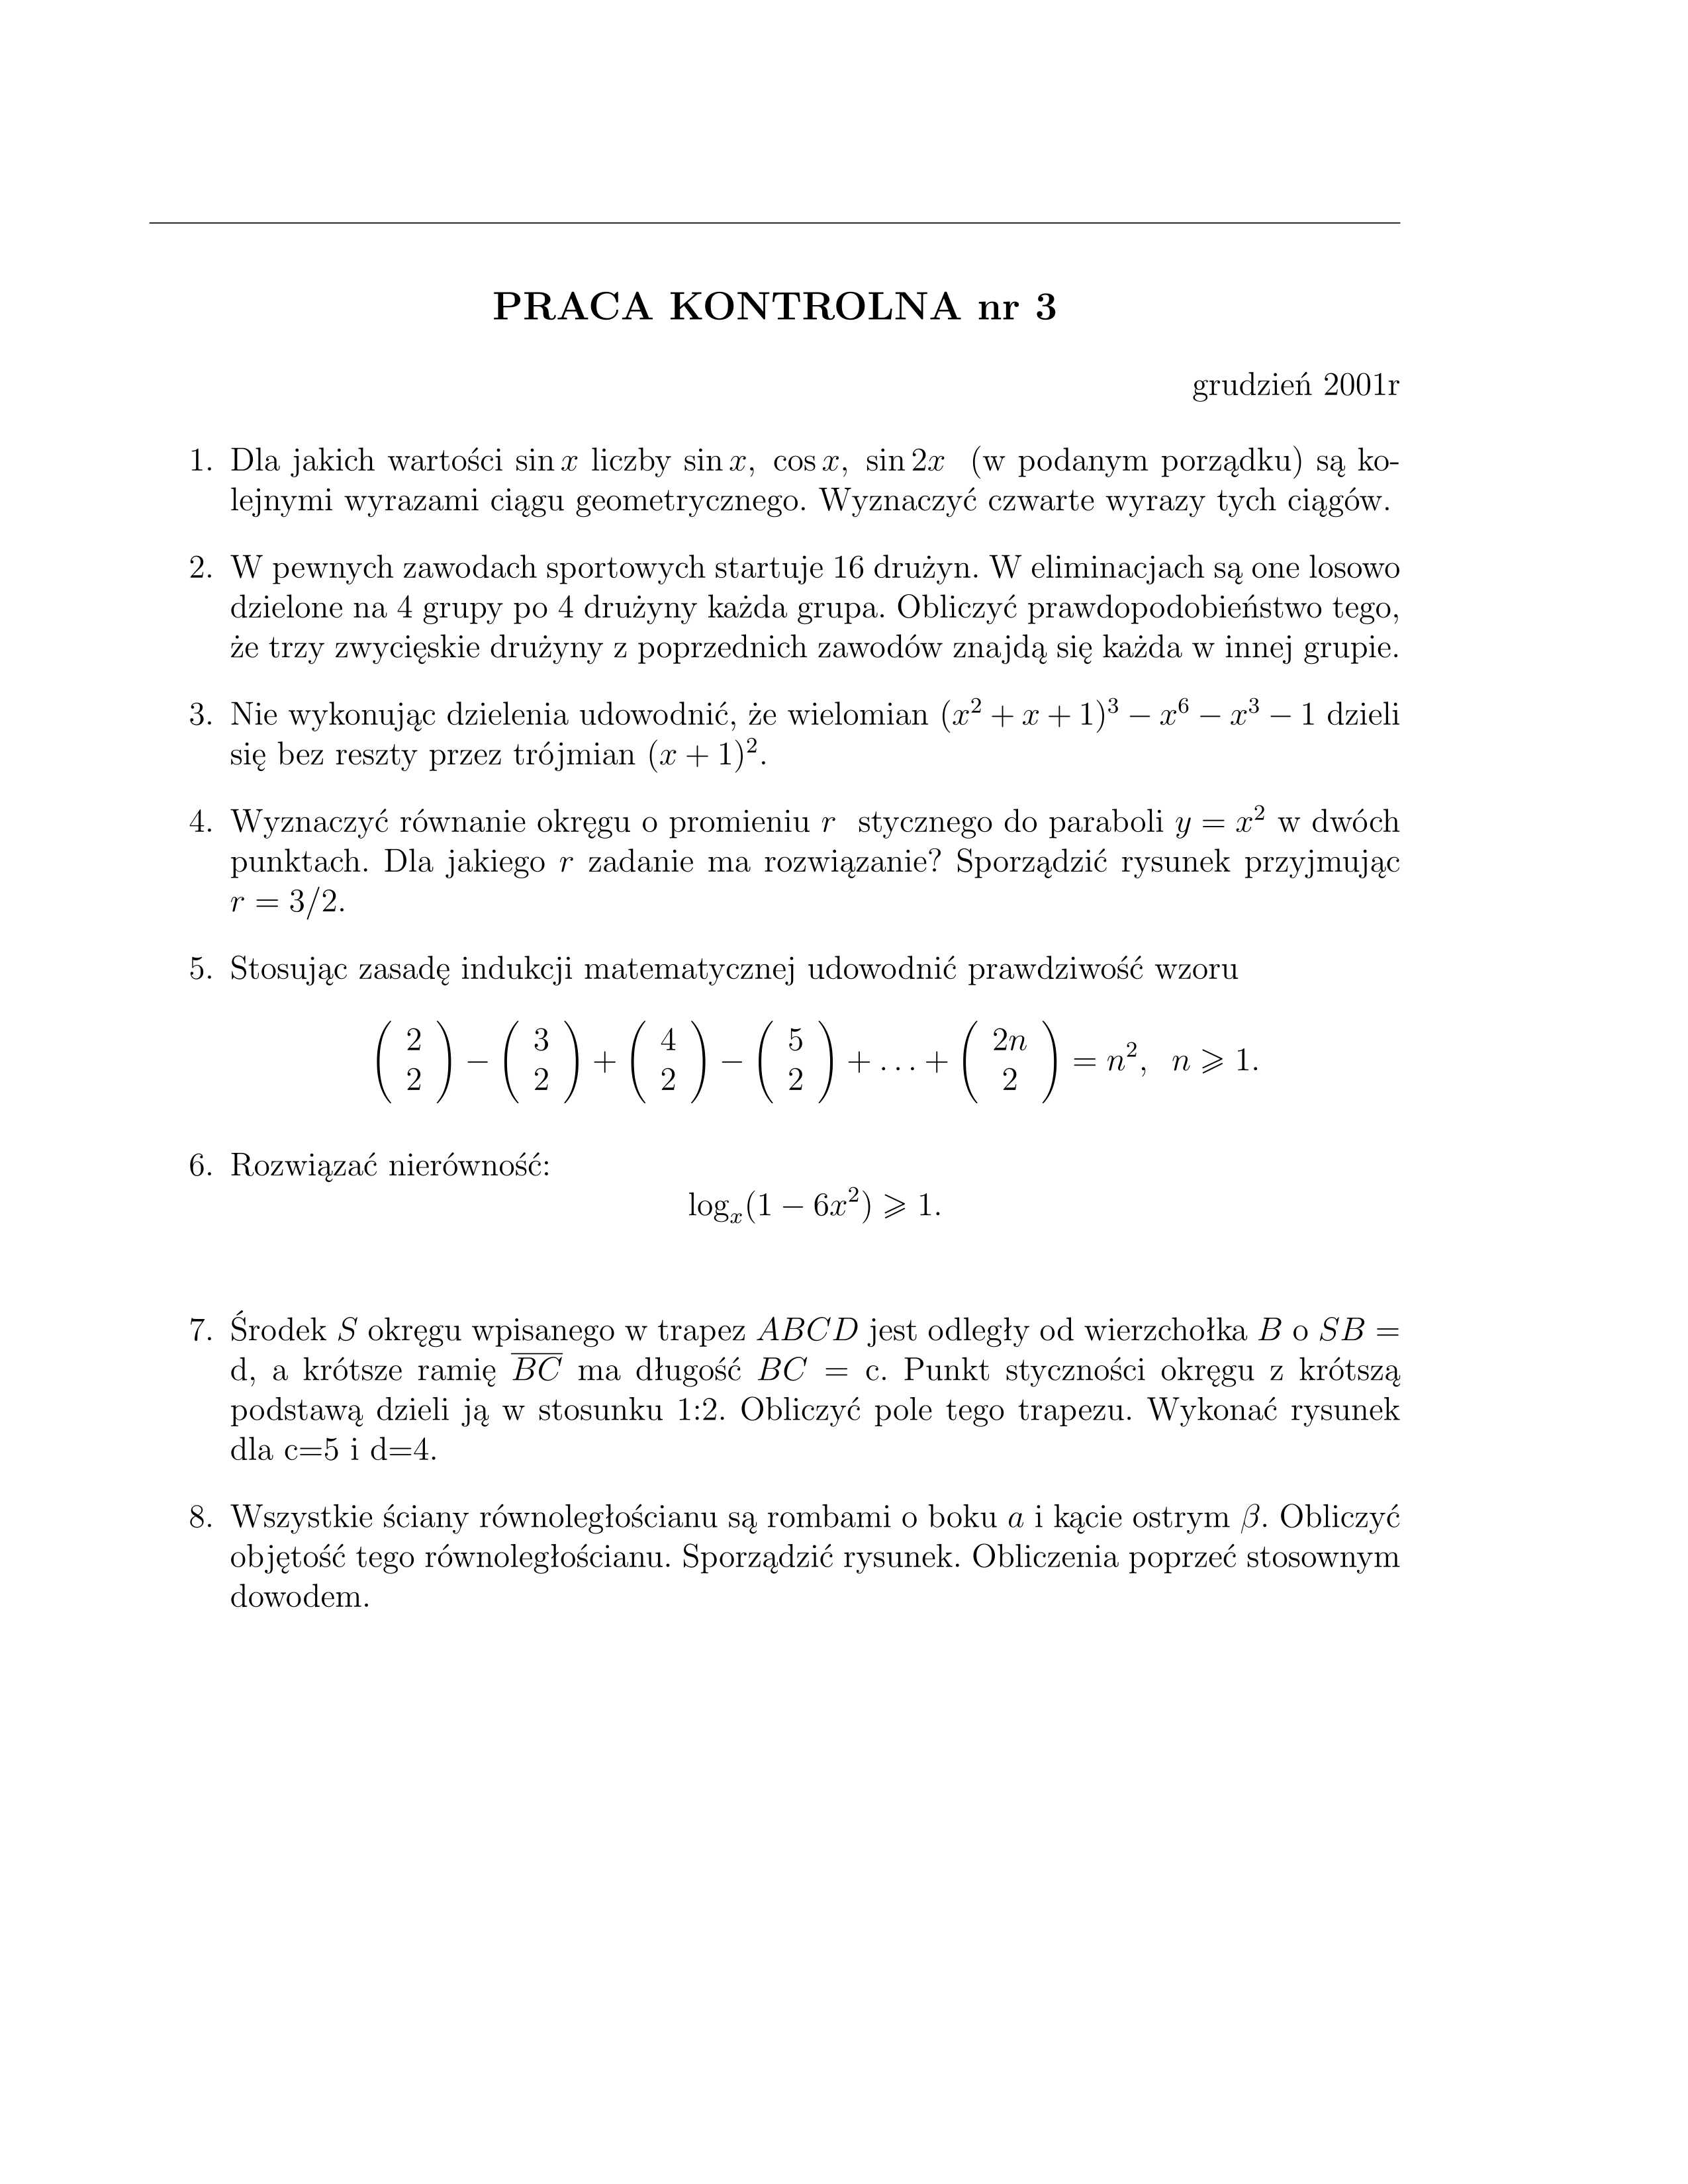 PRACA KONTROLNA nr 3
grudzień 2001r
1. Dla jakich wartości sin x liczby sin x, cos x, sin 2x (w podanym porządku) są ko-
lejnymi wyrazami ciągu geometrycznego. Wyznaczyć czwarte wyrazy tych ciągów.
2. W pewnych zawodach sportowych startuje 16 drużyn. W eliminacjach są one losowo
dzielone na 4 grupy po 4 drużyny każda grupa. Obliczyć prawdopodobieństwo tego,
że trzy zwycięskie drużyny z poprzednich zawodów znajdą się każda w innej grupie.
3. Nie wykonując dzielenia udowodnić, że wielomian $(x^2 + x + 1)^3 - x^6 - x^3 - 1$ dzieli
się bez reszty przez trójmian $(x + 1)^2$.
4. Wyznaczyć równanie okręgu o promieniu r stycznego do paraboli $y = x^2$ w dwóch
punktach. Dla jakiego r zadanie ma rozwiązanie? Sporządzić rysunek przyjmując
r = 3/2.
5. Stosując zasadę indukcji matematycznej udowodnić prawdziwość wzoru
$\binom{2}{2} - \binom{3}{2} + \binom{4}{2} - \binom{5}{2} + \ldots + \binom{2n}{2} = n^2, \ n \geqslant 1.$
6. Rozwiązać nierówność:
$\log_x(1 - 6x^2) \geqslant 1.$
7. Środek S okręgu wpisanego w trapez ABCD jest odległy od wierzchołka B o SB =
d, a krótsze ramię $\overline{BC}$ ma długość BC = c. Punkt styczności okręgu z krótszą
podstawą dzieli ją w stosunku 1:2. Obliczyć pole tego trapezu. Wykonać rysunek
dla c=5 i d=4.
8. Wszystkie ściany równoległościanu są rombami o boku a i kącie ostrym β. Obliczyć
objętość tego równoległościanu. Sporządzić rysunek. Obliczenia poprzeć stosownym
dowodem.